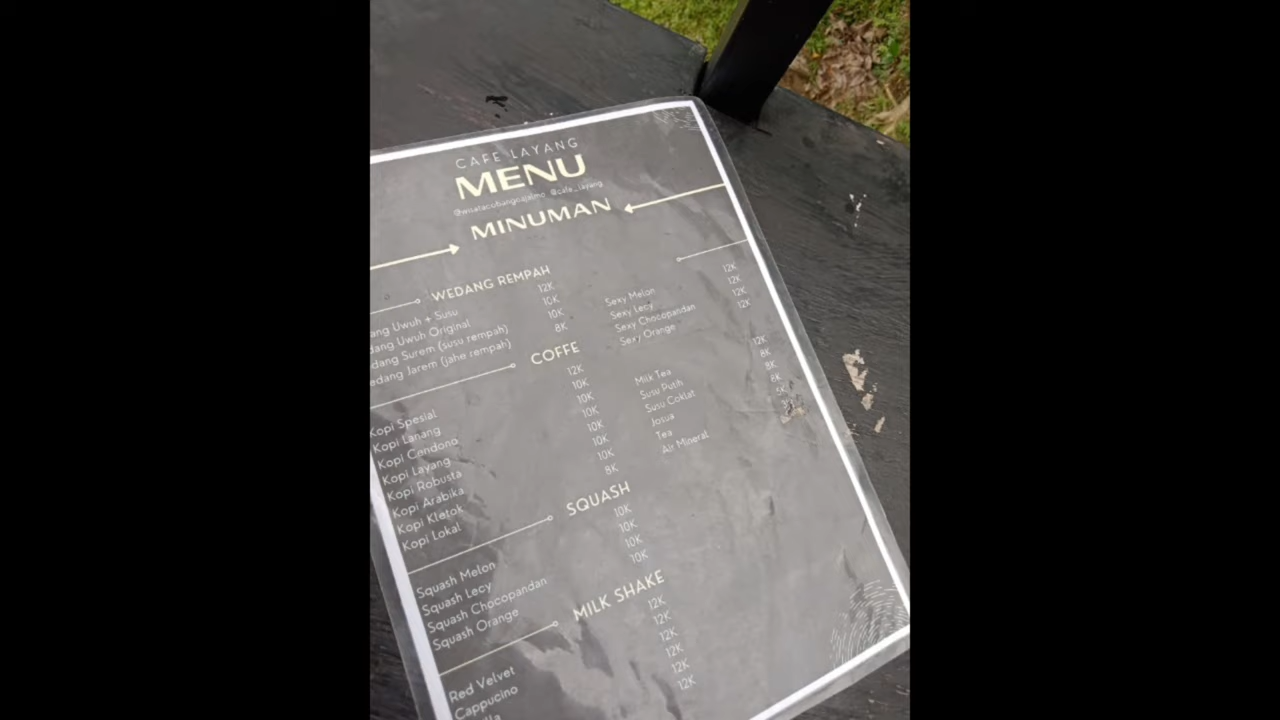 CAFE LAYANG
MENU
@cafe_layang
MINUMAN
WEDANG REMPAH
Uwuh + Susu 12K
Uwuh Original 10K
Surem (susu rempah) 10K
Jarem (jahe rempah) 8K
COFFE
Kopi Spesial 12K
Kopi Lanang 10K
Kopi Cendono 10K
Kopi Layang 10K
Kopi Robusta 10K
Kopi Arabika 10K
Kopi Kletok 10K
Kopi Lokal 8K
SQUASH
Squash Melon 10K
Squash Lecy 10K
Squash Chocopandan 10K
Squash Orange 10K
MILK SHAKE
Red Velvet 12K
Cappucino 12K
12K
12K
12K
12K
Sexy Melon 12K
Sexy Lecy 12K
Sexy Chocopandan 12K
Sexy Orange 12K
Milk Tea 12K
Susu Putih 8K
Susu Coklat 8K
Josua 8K
Tea
Air Mineral